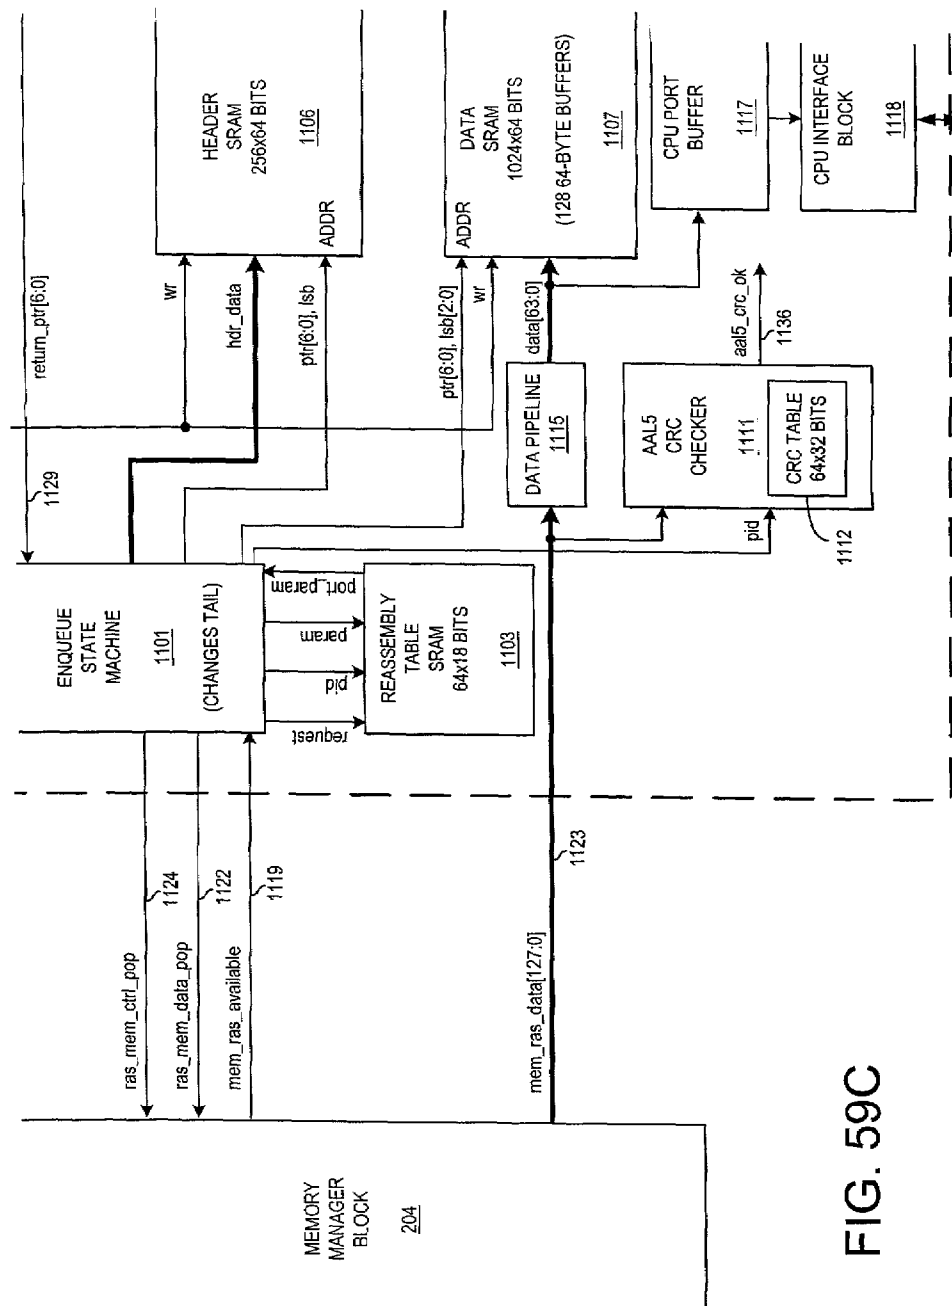 MEMORY
MANAGER
BLOCK
204
ras_mem_ctrl_pop
1124
ras_mem_data_pop
1122
mem_ras_available
1119
mem_ras_data[127:0]
1123
ENQUEUE
STATE
MACHINE
1101
(CHANGES TAIL)
1129
return_ptr[6:0]
request
pid
param
port_param
REASSEMBLY
TABLE
SRAM
64x18 BITS
1103
wr
hdr_data
ptr[6:0], lsb
HEADER
SRAM
256x64 BITS
1106
ADDR
ptr[6:0], lsb[2:0]
wr
ADDR
DATA
SRAM
1024x64 BITS
(128 64-BYTE BUFFERS)
1107
DATA PIPELINE
1115
data[63:0]
pid
AAL5
CRC
CHECKER
1111
CRC TABLE
64x32 BITS
1112
aal5_crc_ok
1136
CPU PORT
BUFFER
1117
CPU INTERFACE
BLOCK
1118
FIG. 59C